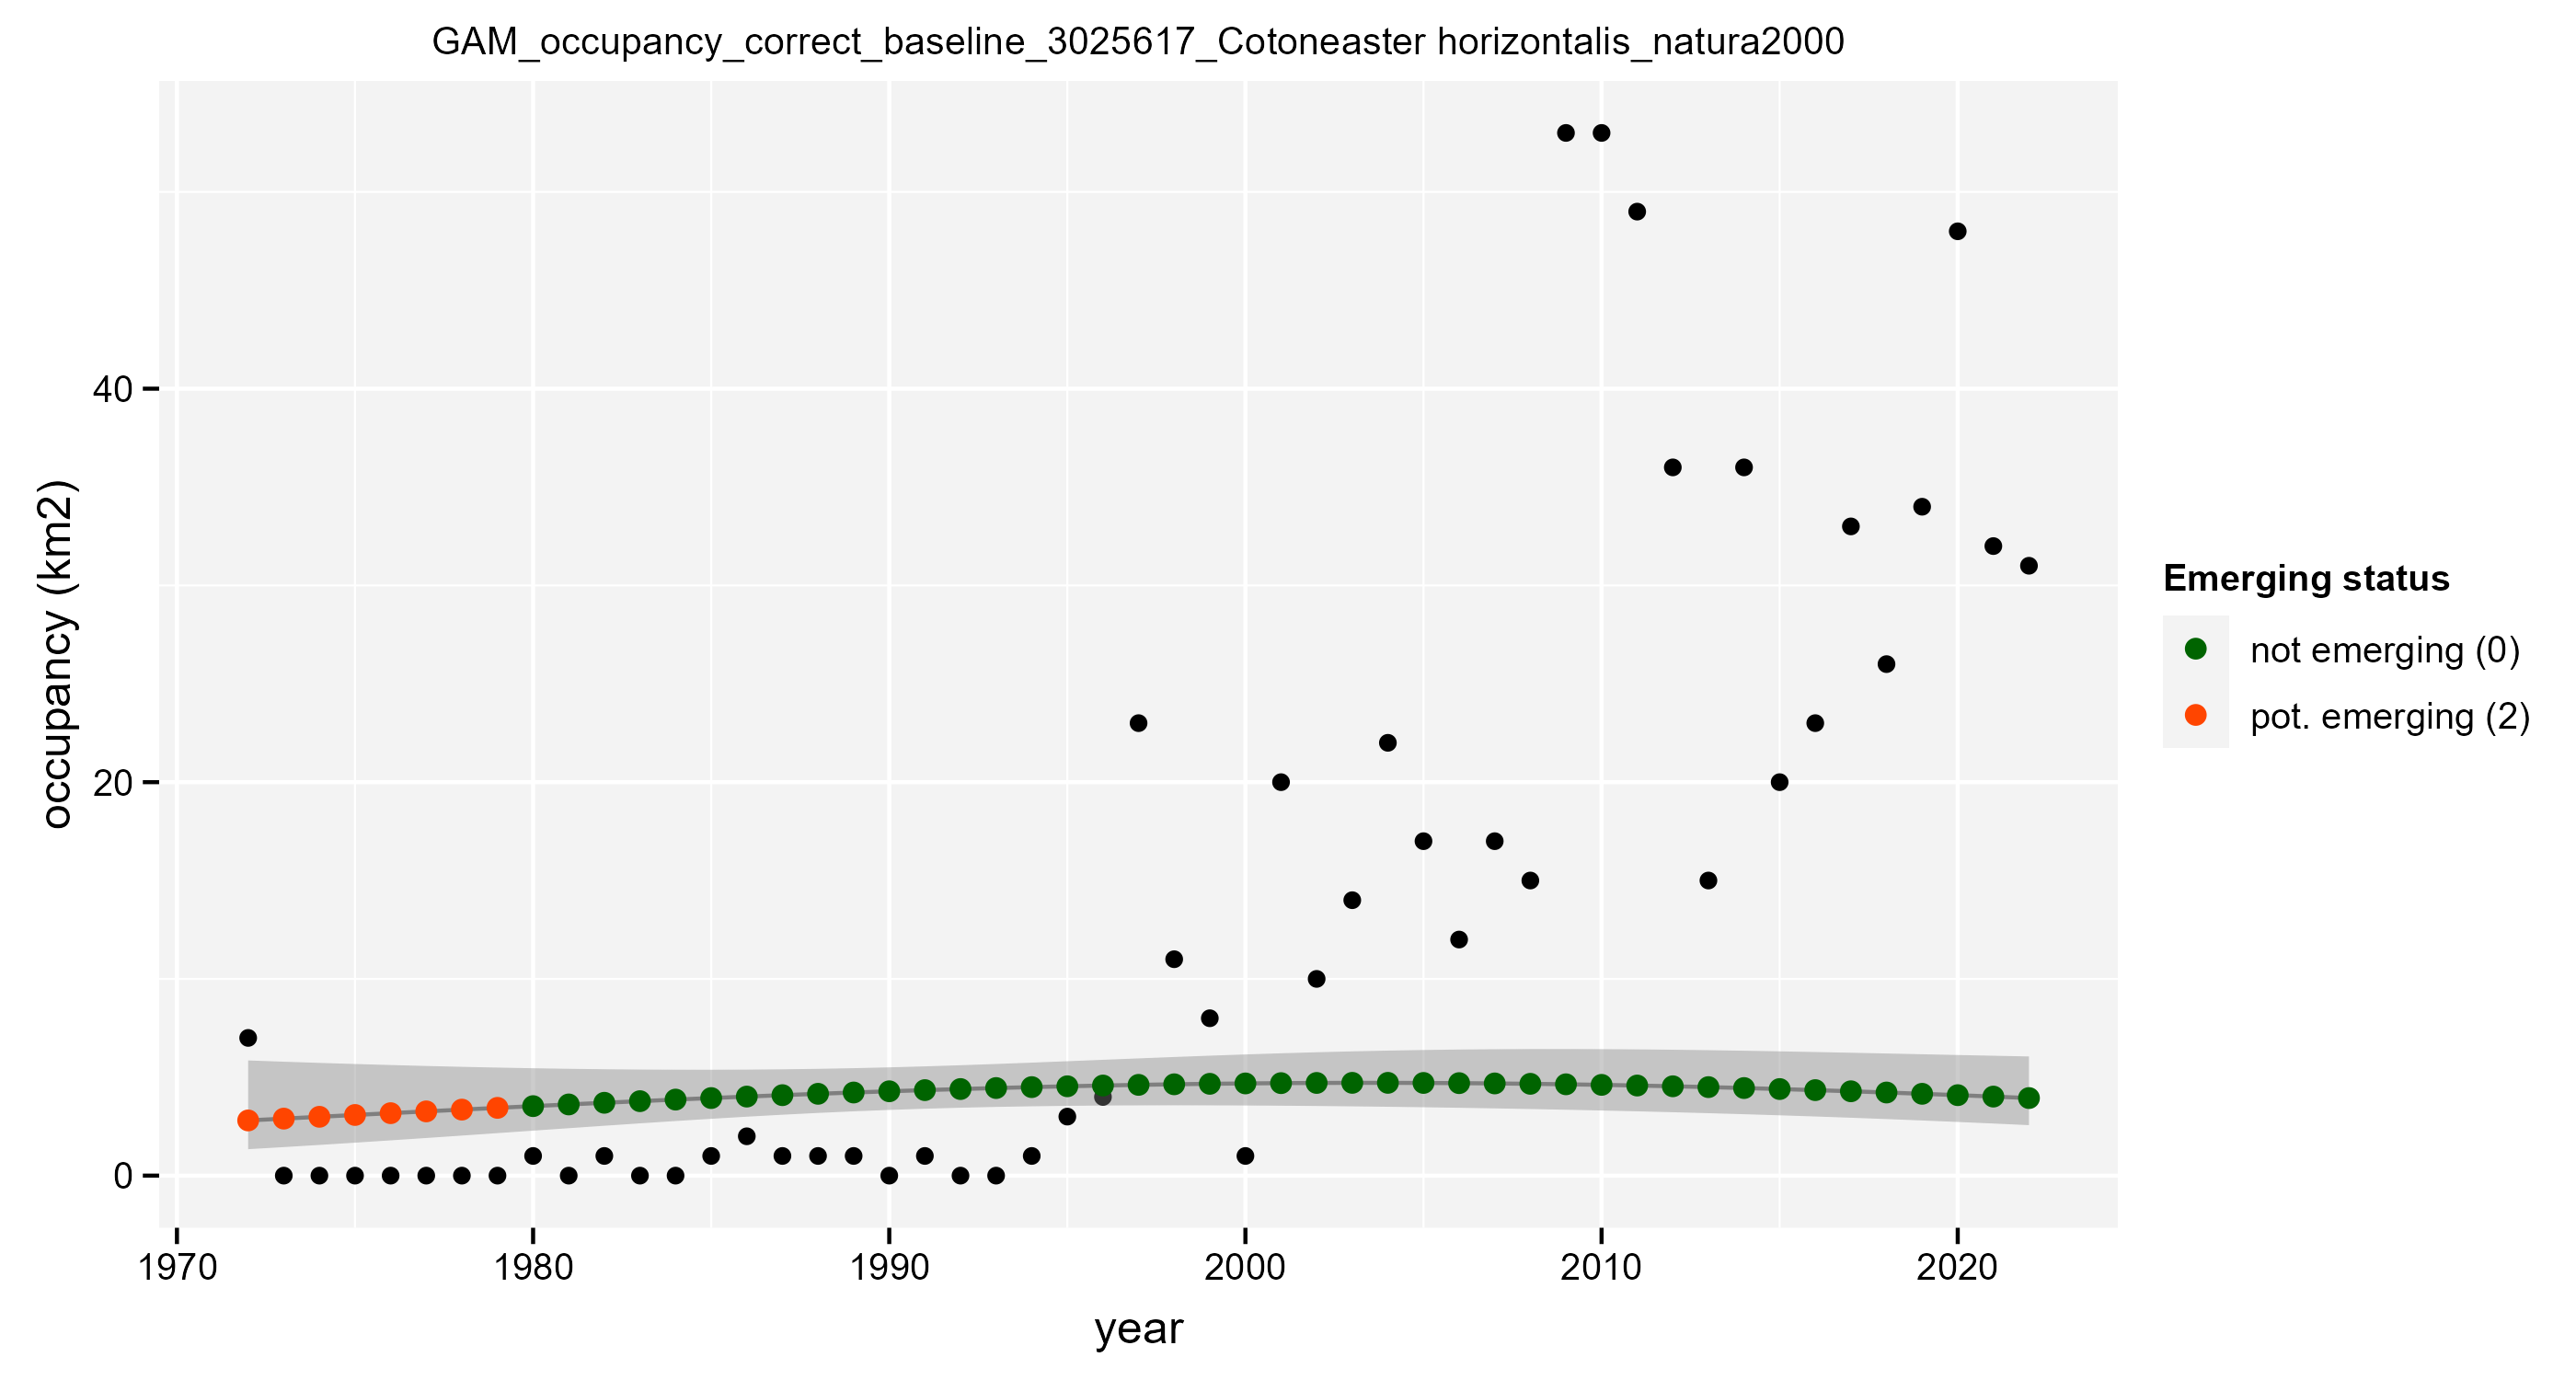 GAM_occupancy_correct_baseline_3025617_Cotoneaster horizontalis_natura2000
occupancy (km2)
40
20
0
1970 1980 1990 2000 2010 2020
year
Emerging status
not emerging (0)
pot. emerging (2)